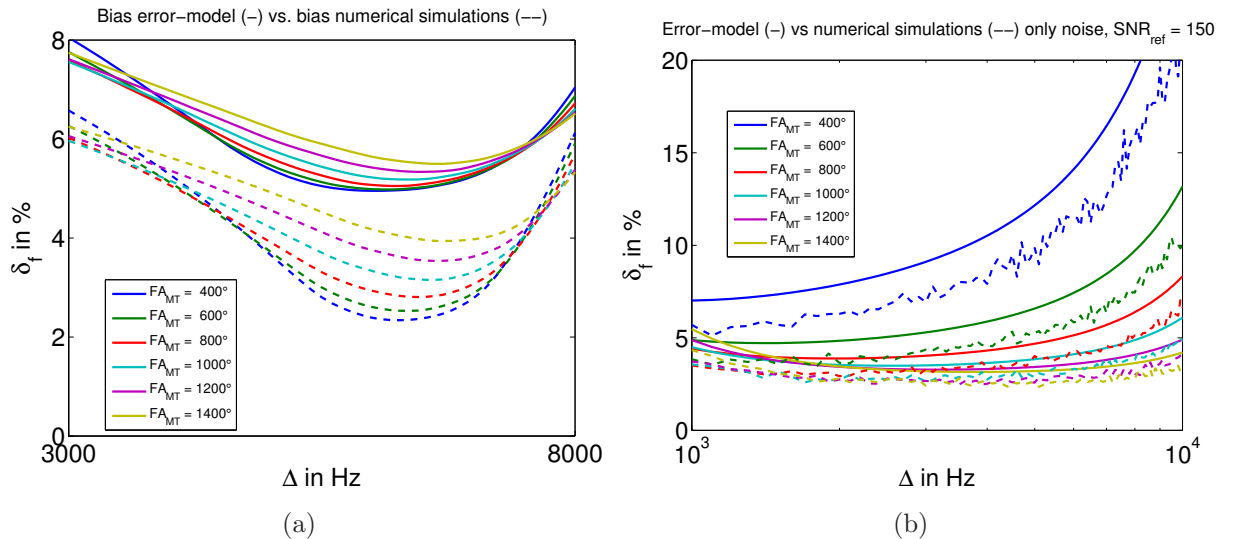 Bias error−model (−) vs. bias numerical simulations (−−)
8
6
4
2
0
3000
8000
δf in %
Δ in Hz
FAMT = 400°
FAMT = 600°
FAMT = 800°
FAMT = 1000°
FAMT = 1200°
FAMT = 1400°
(a)
Error−model (−) vs numerical simulations (−−) only noise, SNRref = 150
20
15
10
5
0
10³
10⁴
δf in %
Δ in Hz
FAMT = 400°
FAMT = 600°
FAMT = 800°
FAMT = 1000°
FAMT = 1200°
FAMT = 1400°
(b)